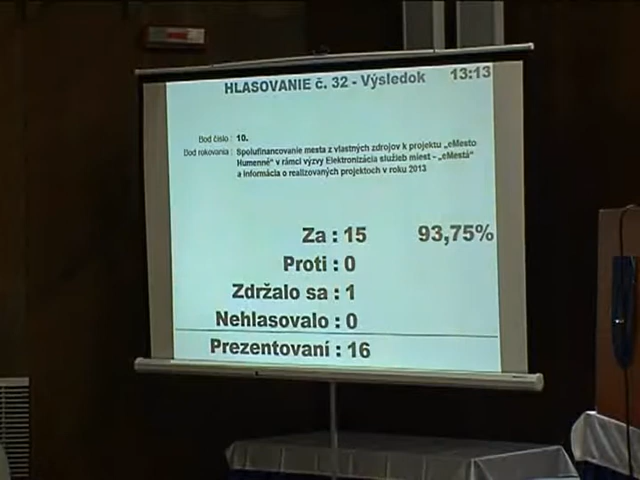 HLASOVANIE č. 32 - Výsledok 13:13
Bod číslo : 10.
Bod rokovania : Spolufinancovanie mesta z vlastných zdrojov k projektu „eMesto
Humenné“ v rámci výzvy Elektronizácia služieb miest – „eMestá“
a informácia o realizovaných projektoch v roku 2013
Za : 15 93,75%
Proti : 0
Zdržalo sa : 1
Nehlasovalo : 0
Prezentovaní : 16